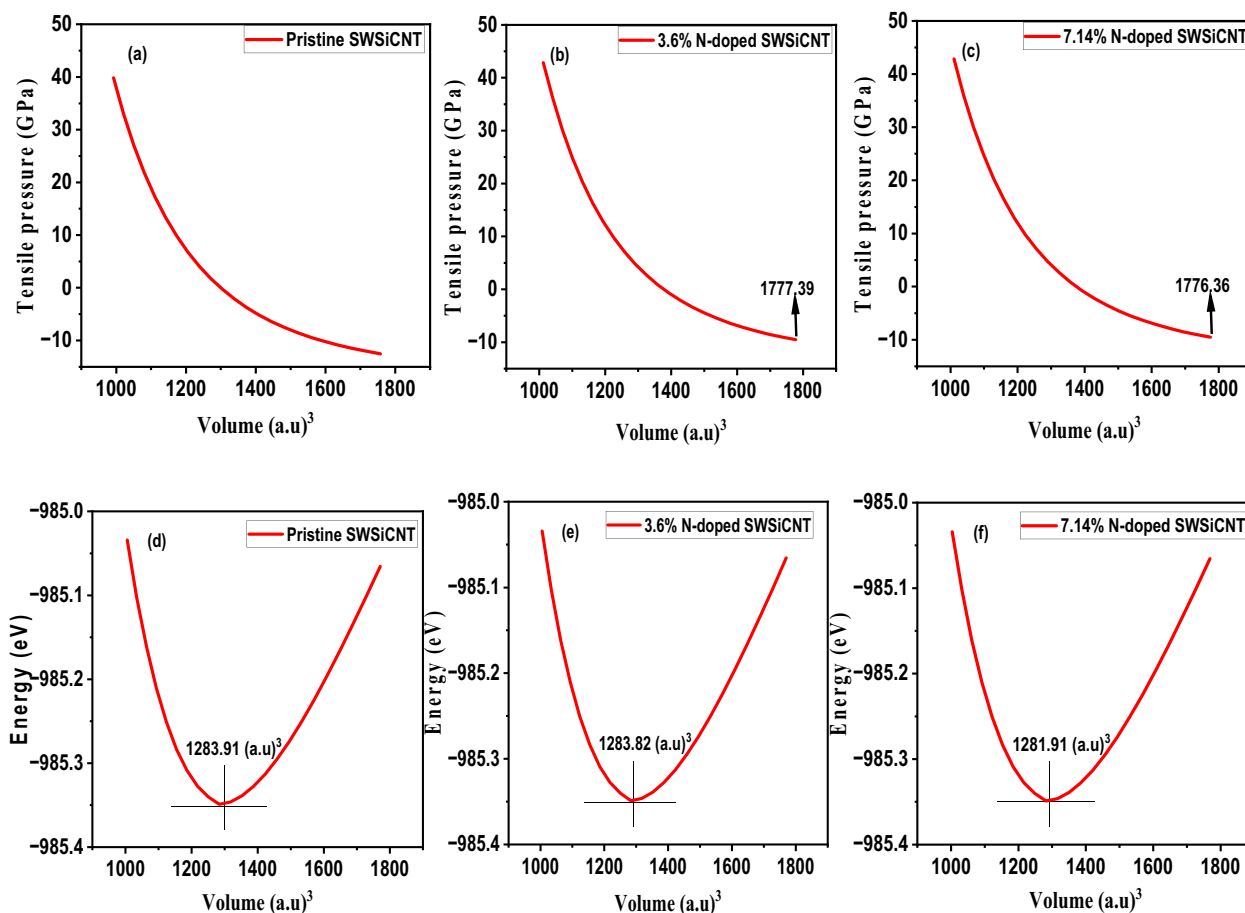 (a)
Pristine SWSiCNT
Tensile pressure (GPa)
50
40
30
20
10
0
−10
1000 1200 1400 1600 1800
Volume (a.u)3
(b)
3.6% N-doped SWSiCNT
Tensile pressure (GPa)
50
40
30
20
10
0
−10
1777.39
1000 1200 1400 1600 1800
Volume (a.u)3
(c)
7.14% N-doped SWSiCNT
Tensile pressure (GPa)
50
40
30
20
10
0
−10
1776.36
1000 1200 1400 1600 1800
Volume (a.u)3
(d)
Pristine SWSiCNT
Energy (eV)
−985.0
−985.1
−985.2
−985.3
−985.4
1283.91 (a.u)3
1000 1200 1400 1600 1800
Volume (a.u)3
(e)
3.6% N-doped SWSiCNT
Energy (eV)
−985.0
−985.1
−985.2
−985.3
−985.4
1283.82 (a.u)3
1000 1200 1400 1600 1800
Volume (a.u)3
(f)
7.14% N-doped SWSiCNT
Energy (eV)
−985.0
−985.1
−985.2
−985.3
−985.4
1281.91 (a.u)3
1000 1200 1400 1600 1800
Volume (a.u)3